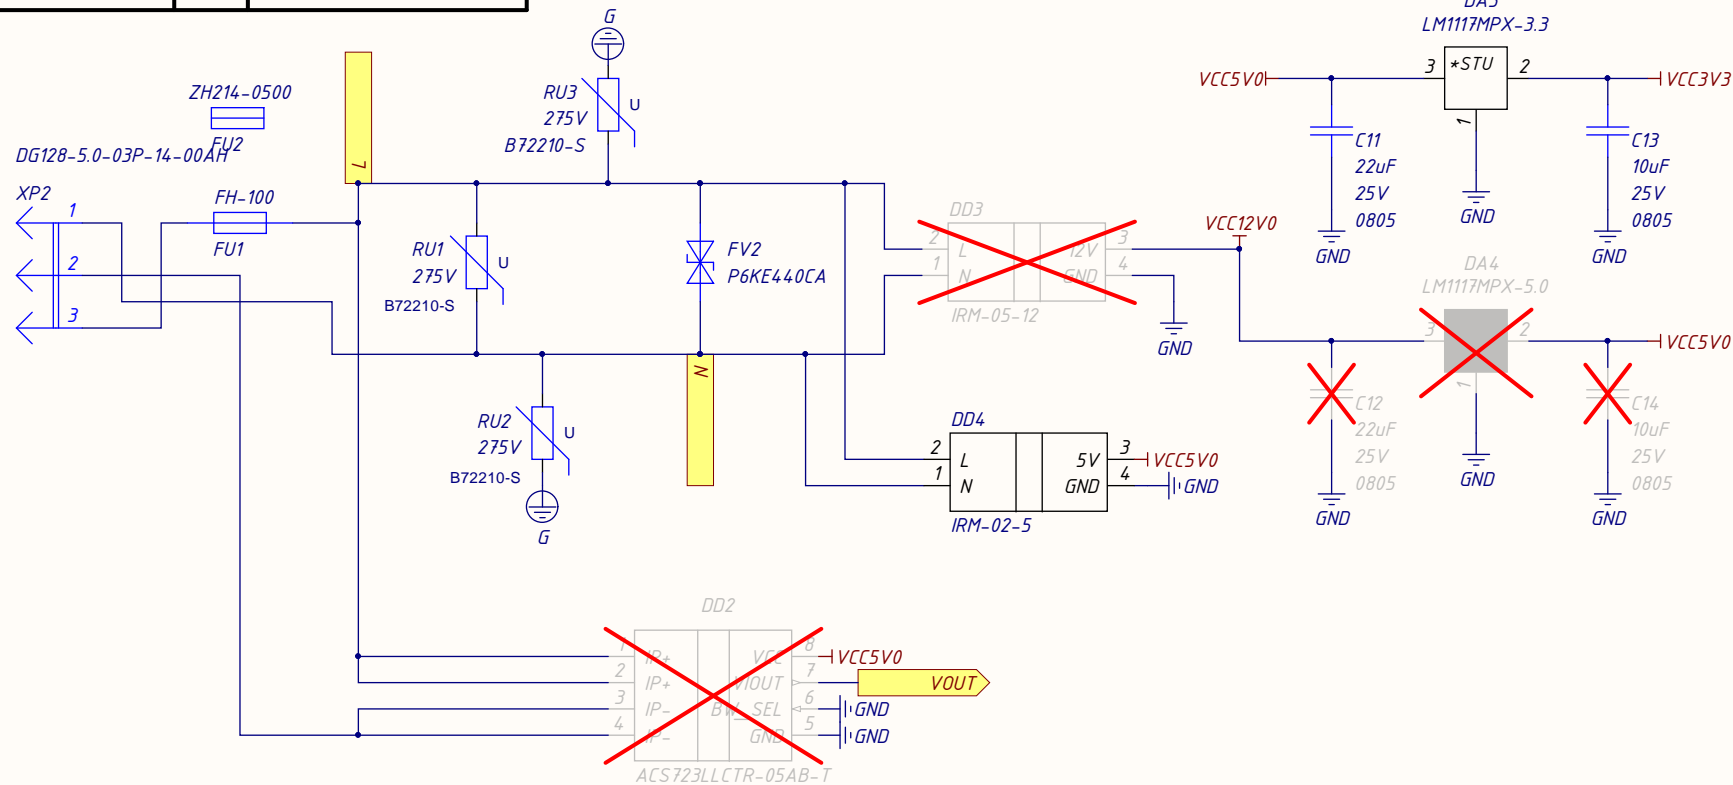 G
DA3
LM1117MPX-3.3
ZH214-0500
FU2
DG128-5.0-03P-14-00AH
XP2
1
2
3
FH-100
FU1
L
RU3
275V
B72210-S
U
RU1
275V
B72210-S
U
FV2
P6KE440CA
N
RU2
275V
B72210-S
U
G
DD3
2
L
1
N
12V
3
GND
4
IRM-05-12
GND
VCC12V0
DD4
2
L
1
N
5V
3
VCC5V0
GND
4
GND
IRM-02-5
VCC5V0
3
*STU
2
VCC3V3
1
C11
22uF
25V
0805
GND
GND
C13
10uF
25V
0805
GND
DA4
LM1117MPX-5.0
3
2
VCC5V0
1
C12
22uF
25V
0805
GND
GND
C14
10uF
25V
0805
GND
DD2
1
IP+
2
IP+
3
IP-
4
IP-
VCC
8
VCC5V0
VIOUT
7
VOUT
BW_SEL
6
GND
GND
5
GND
ACS723LLCTR-05AB-T